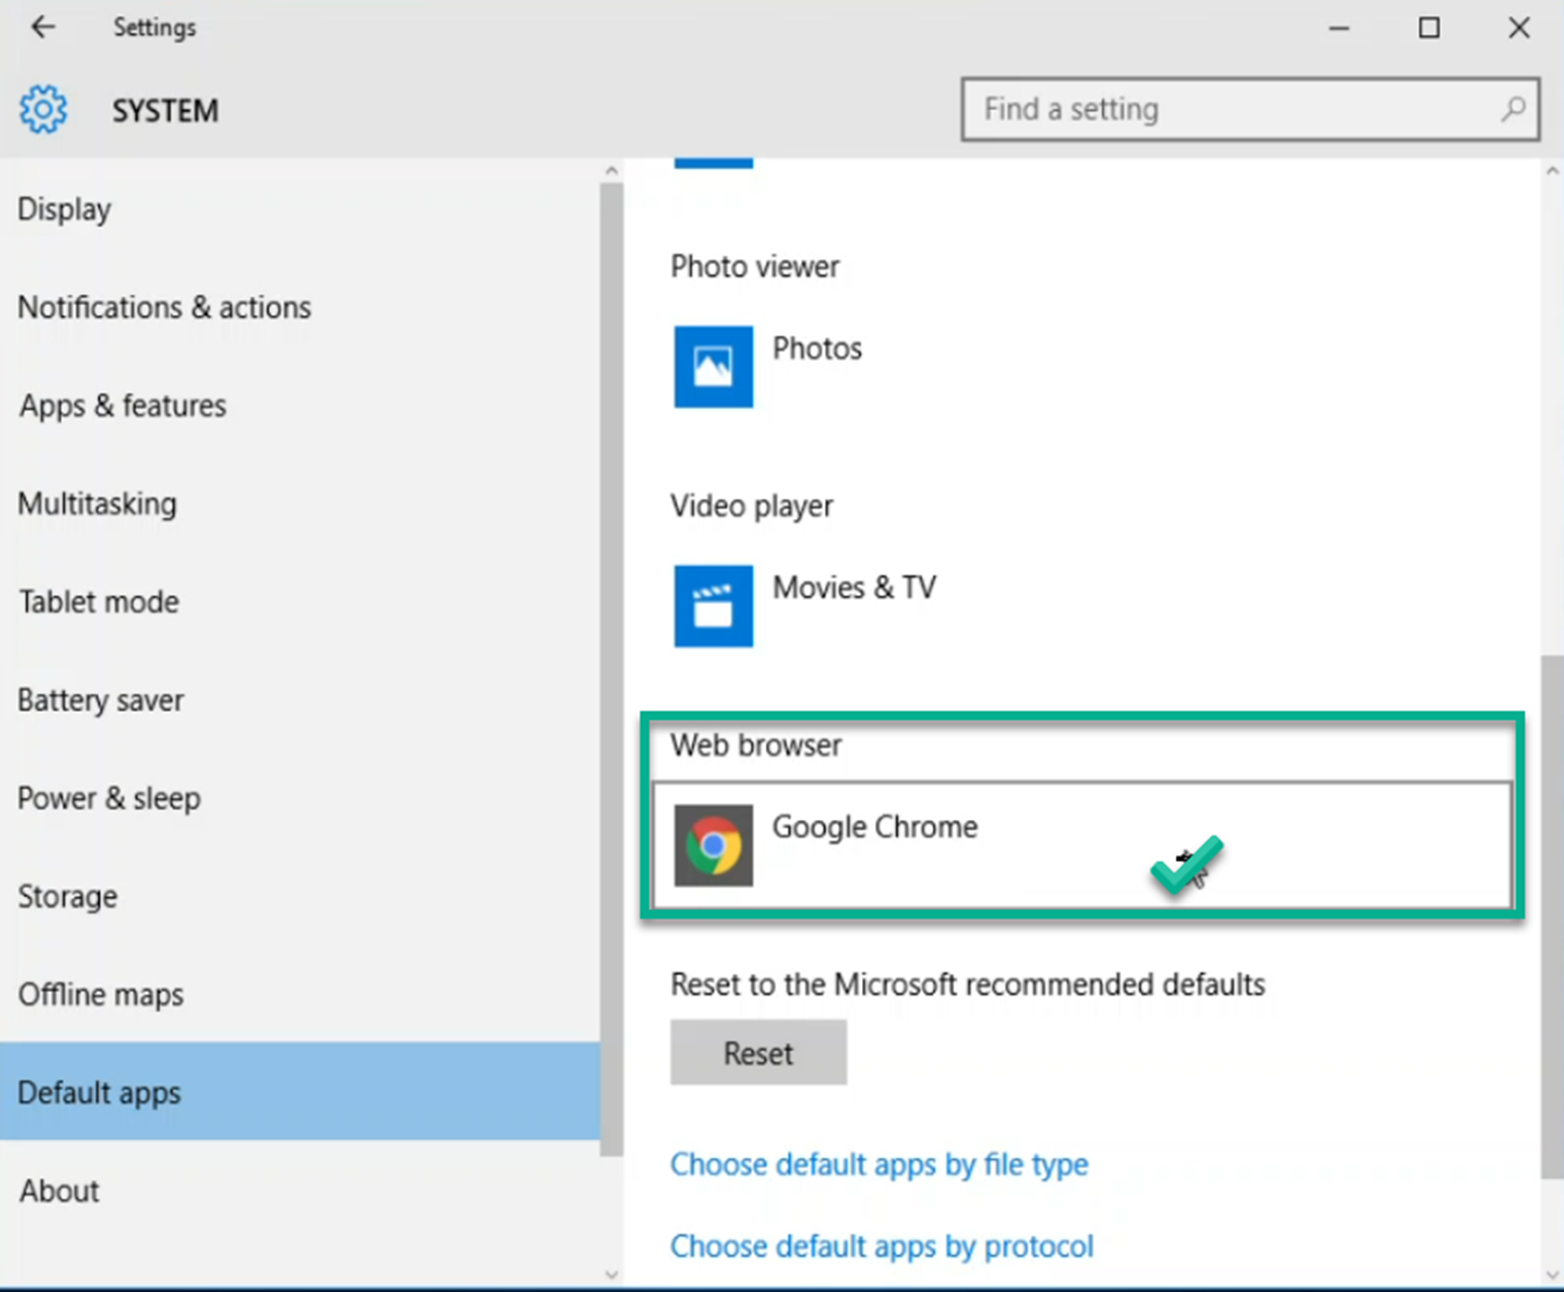 Settings
SYSTEM
Find a setting
Display
Notifications & actions
Apps & features
Multitasking
Tablet mode
Battery saver
Power & sleep
Storage
Offline maps
Default apps
About
Photo viewer
Photos
Video player
Movies & TV
Web browser
Google Chrome
Reset to the Microsoft recommended defaults
Reset
Choose default apps by file type
Choose default apps by protocol